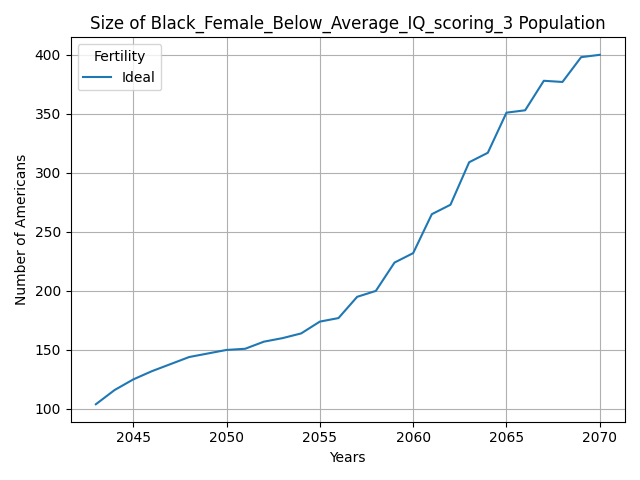 Size of Black_Female_Below_Average_IQ_scoring_3 Population
Fertility
Ideal
Number of Americans
400
350
300
250
200
150
100
2045 2050 2055 2060 2065 2070
Years